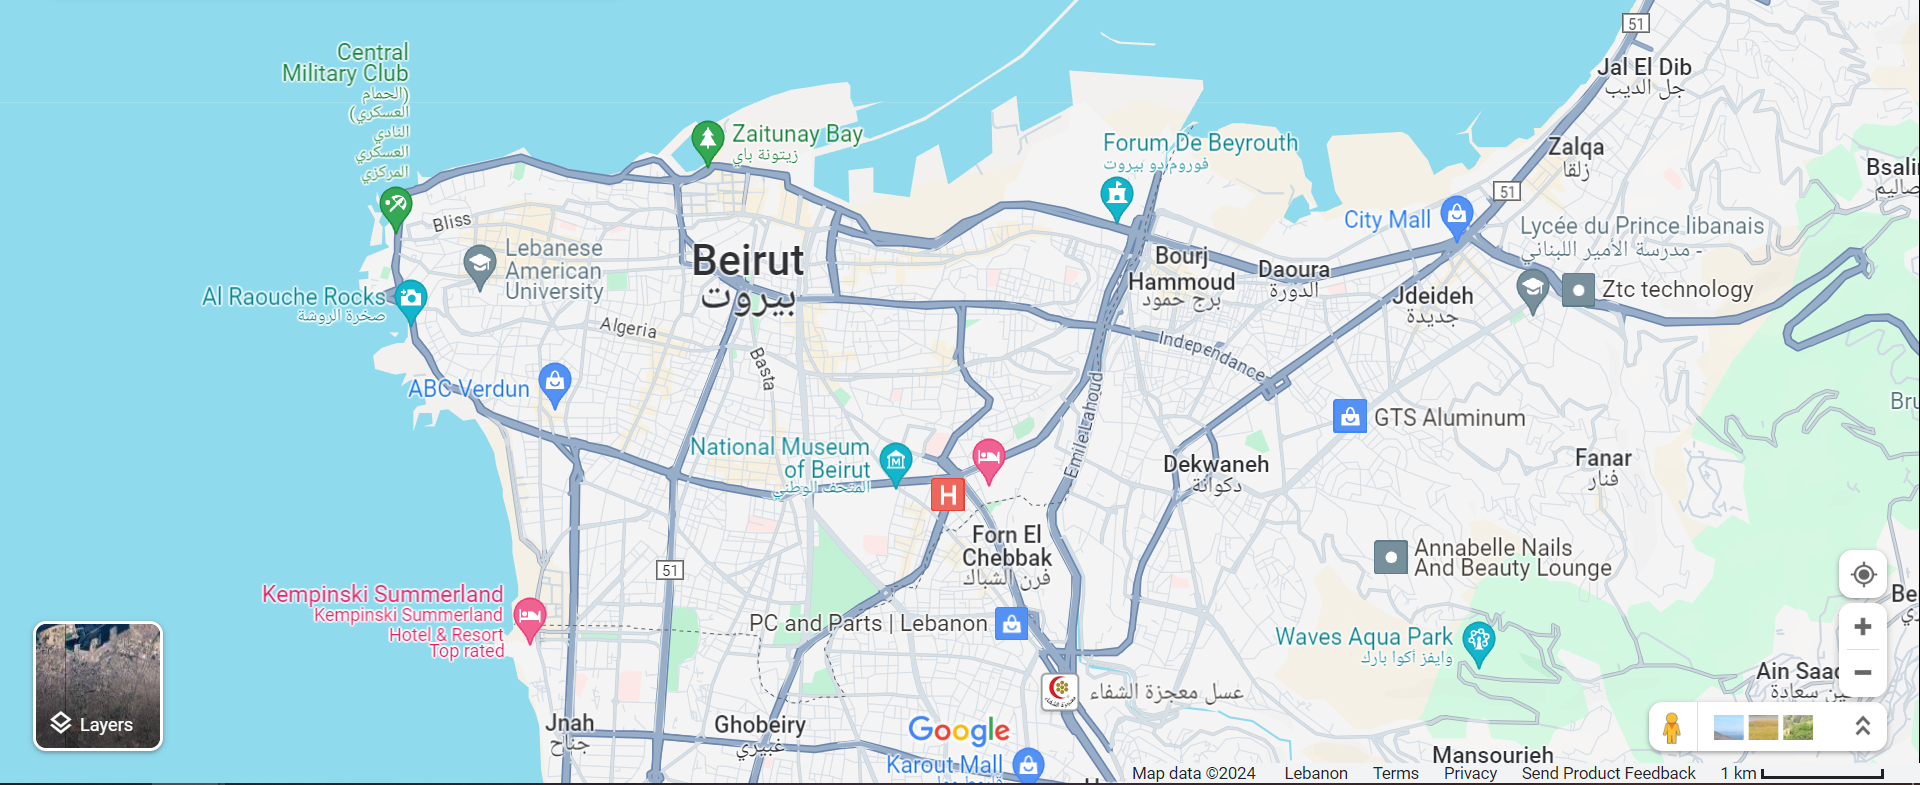 Central
Military Club
(الحمام
العسكري)
النادي
العسكري
المركزي
Zaitunay Bay
زيتونة باي
Forum De Beyrouth
فوروم دو بيروت
51
Jal El Dib
جل الديب
Zalqa
زلقا
Bsali
صاليم
51
City Mall
Lycée du Prince libanais
مدرسة الأمير اللبناني -
Bliss
Lebanese
American
University
Beirut
بيروت
Bourj
Hammoud
برج حمود
Daoura
الدورة
Jdeideh
جديدة
Ztc technology
Al Raouche Rocks
صخرة الروشة
Algeria
Basta
Independance
ABC Verdun
Emile Lahoud
GTS Aluminum
Bru
National Museum
of Beirut
المتحف الوطني
H
Dekwaneh
دكوانة
Fanar
فنار
Forn El
Chebbak
فرن الشباك
Annabelle Nails
And Beauty Lounge
51
Kempinski Summerland
Kempinski Summerland
Hotel & Resort
Top rated
PC and Parts | Lebanon
Waves Aqua Park
وايفز أكوا بارك
Be
Ain Saad
ين سعادة
عسل معجزة الشفاء
Layers
Jnah
جناح
Ghobeiry
غبيري
Google
Karout Mall
Mansourieh
Map data ©2024 Lebanon Terms Privacy Send Product Feedback 1 km